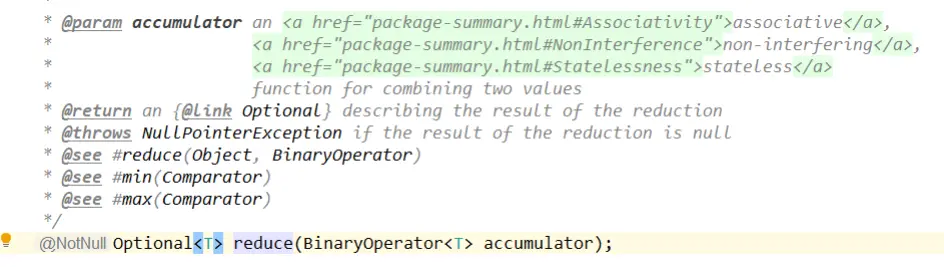 * @param accumulator an <a href="package-summary.html#Associativity">associative</a>,
* <a href="package-summary.html#NonInterference">non-interfering</a>,
* <a href="package-summary.html#Statelessness">stateless</a>
* function for combining two values
* @return an {@link Optional} describing the result of the reduction
* @throws NullPointerException if the result of the reduction is null
* @see #reduce(Object, BinaryOperator)
* @see #min(Comparator)
* @see #max(Comparator)
*/
@NotNull Optional<T> reduce(BinaryOperator<T> accumulator);